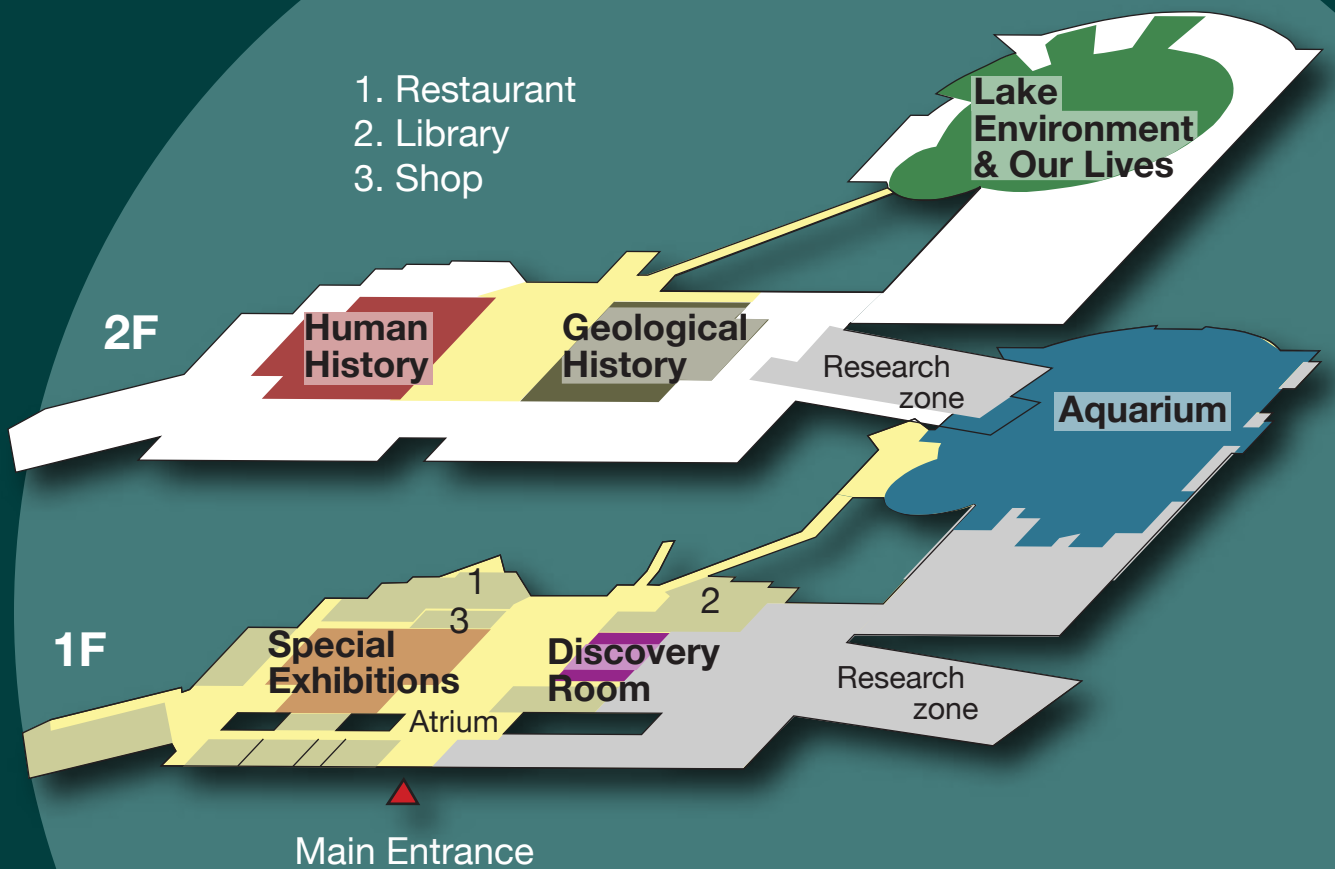 1. Restaurant
2. Library
3. Shop
Lake
Environment
& Our Lives
2F
Human
History
Geological
History
Research
zone
Aquarium
1F
1
3
2
Special
Exhibitions
Discovery
Room
Atrium
Research
zone
Main Entrance